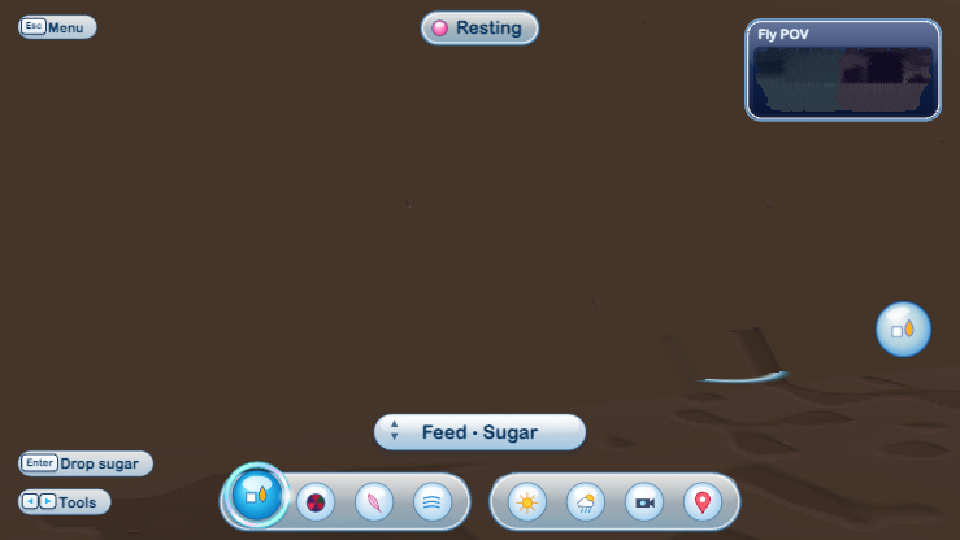 Esc Menu
Resting
Fly POV
Feed · Sugar
Enter Drop sugar
Tools